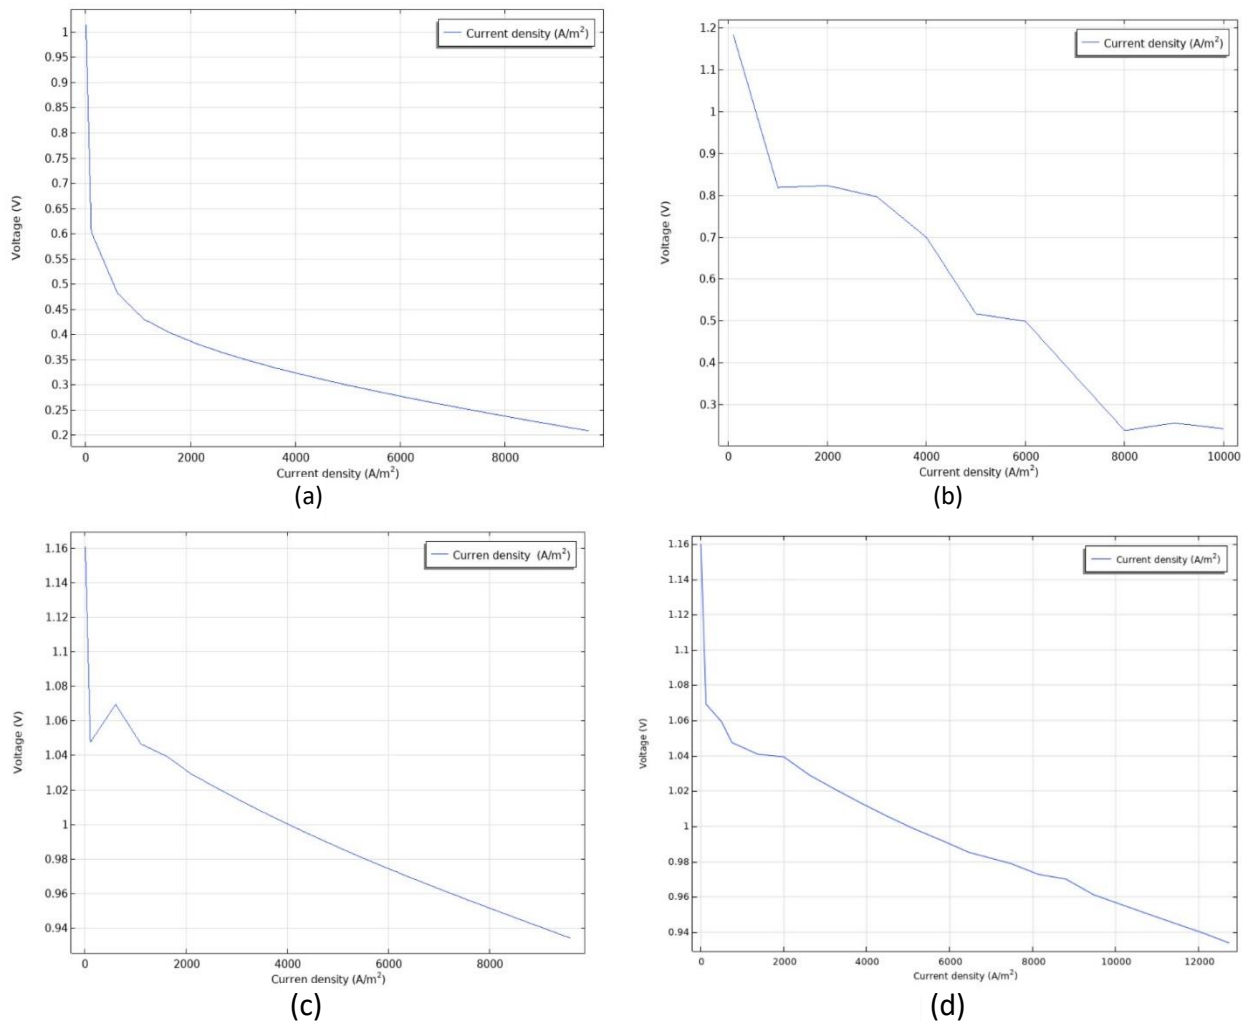 Current density (A/m²)
Voltage (V)
1
0.95
0.9
0.85
0.8
0.75
0.7
0.65
0.6
0.55
0.5
0.45
0.4
0.35
0.3
0.25
0.2
0 2000 4000 6000 8000
Current density (A/m²)
(a)
Current density (A/m²)
Voltage (V)
1.2
1.1
1
0.9
0.8
0.7
0.6
0.5
0.4
0.3
0 2000 4000 6000 8000 10000
Current density (A/m²)
(b)
Curren density (A/m²)
Voltage (V)
1.16
1.14
1.12
1.1
1.08
1.06
1.04
1.02
1
0.98
0.96
0.94
0 2000 4000 6000 8000
Curren density (A/m²)
(c)
Current density (A/m²)
Voltage (V)
1.16
1.14
1.12
1.1
1.08
1.06
1.04
1.02
1
0.98
0.96
0.94
0 2000 4000 6000 8000 10000 12000
Current density (A/m²)
(d)